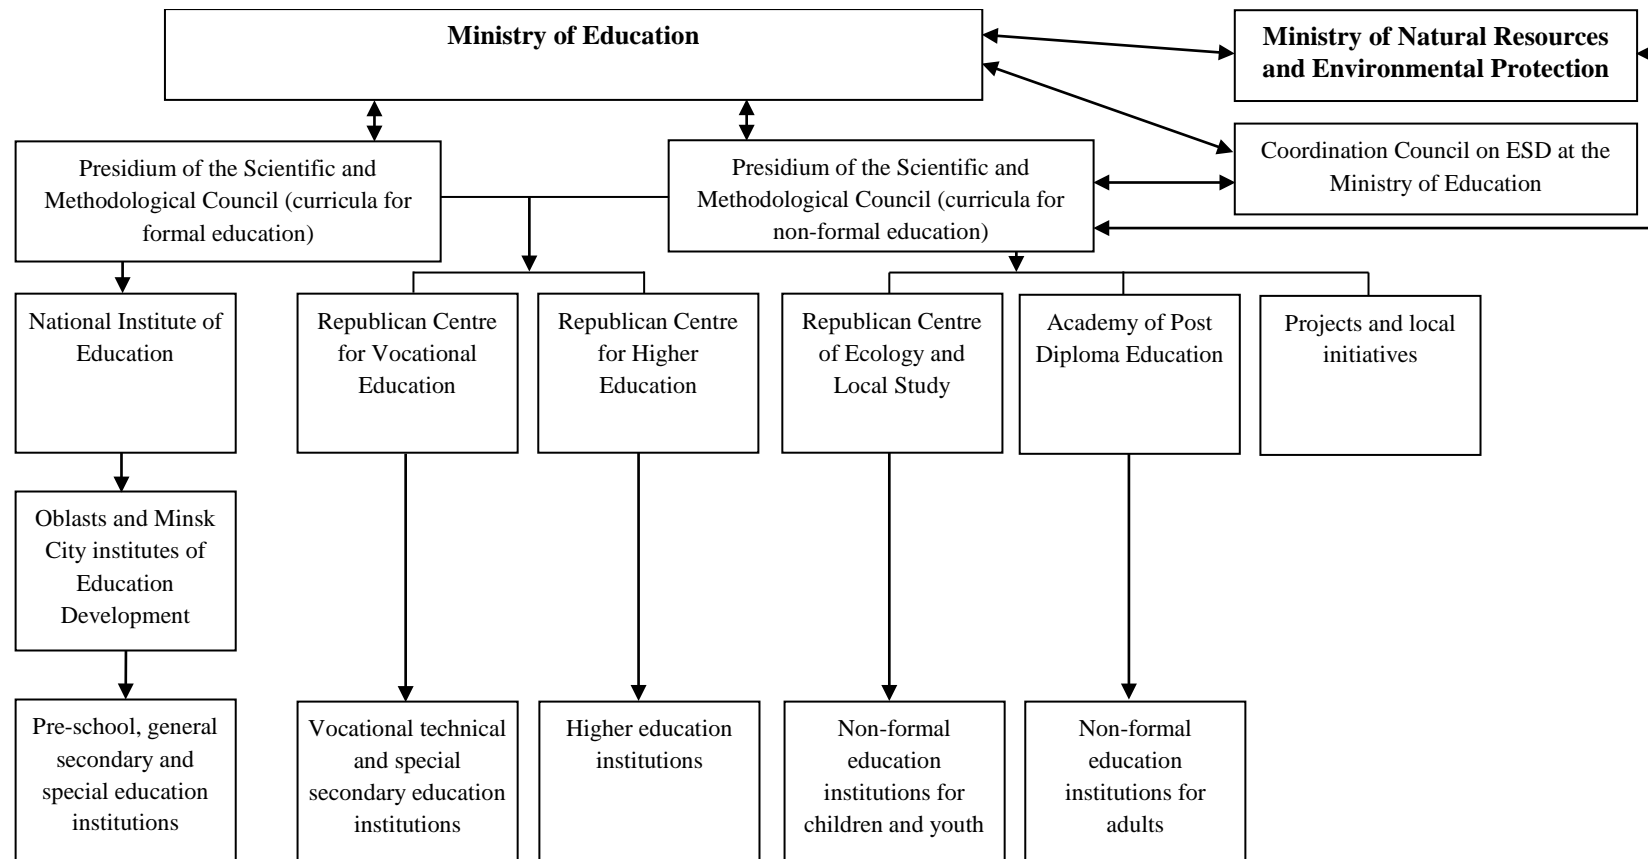 Ministry of Education
Ministry of Natural Resources
and Environmental Protection
Presidium of the Scientific and
Methodological Council (curricula for
formal education)
Presidium of the Scientific and
Methodological Council (curricula for
non-formal education)
Coordination Council on ESD at the
Ministry of Education
National Institute of
Education
Republican Centre
for Vocational
Education
Republican Centre
for Higher
Education
Republican Centre
of Ecology and
Local Study
Academy of Post
Diploma Education
Projects and local
initiatives
Oblasts and Minsk
City institutes of
Education
Development
Pre-school, general
secondary and
special education
institutions
Vocational technical
and special
secondary education
institutions
Higher education
institutions
Non-formal
education
institutions for
children and youth
Non-formal
education
institutions for
adults